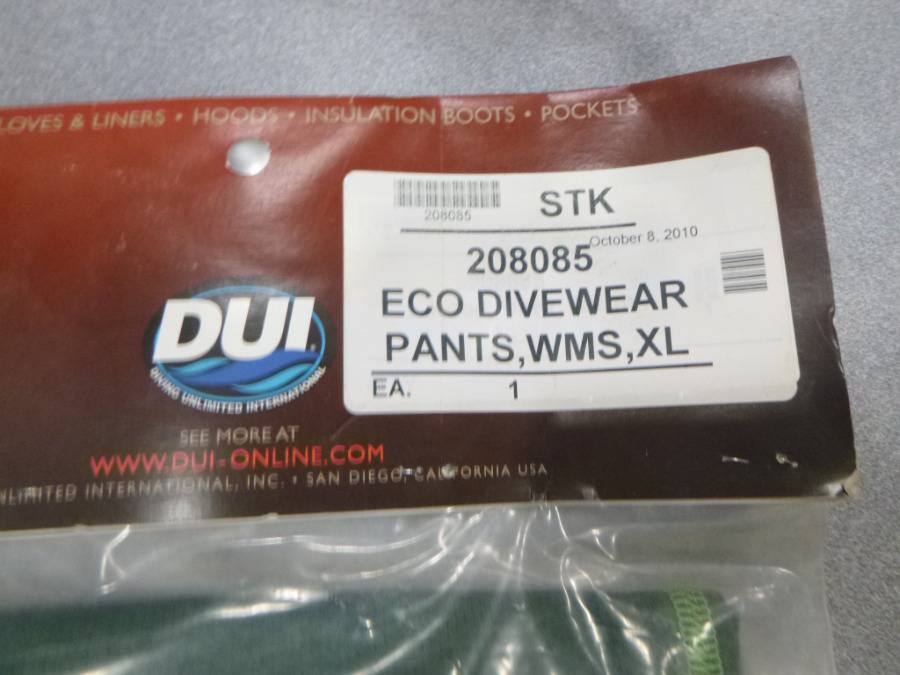 LOVES & LINERS • HOODS • INSULATION BOOTS • POCKETS
208085
STK
October 8, 2010
208085
ECO DIVEWEAR
PANTS,WMS,XL
EA. 1
DUI
DIVING UNLIMITED INTERNATIONAL
SEE MORE AT
WWW.DUI-ONLINE.COM
NLIMITED INTERNATIONAL, INC. • SAN DIEGO, CALIFORNIA USA